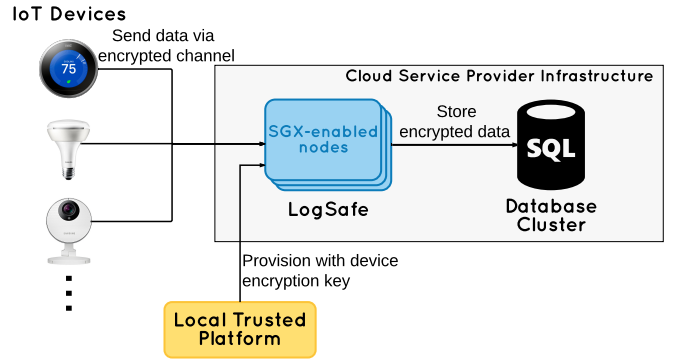 IoT Devices
Send data via
encrypted channel
75
Cloud Service Provider Infrastructure
SGX-enabled
nodes
LogSafe
Store
encrypted data
SQL
Database
Cluster
Provision with device
encryption key
Local Trusted
Platform